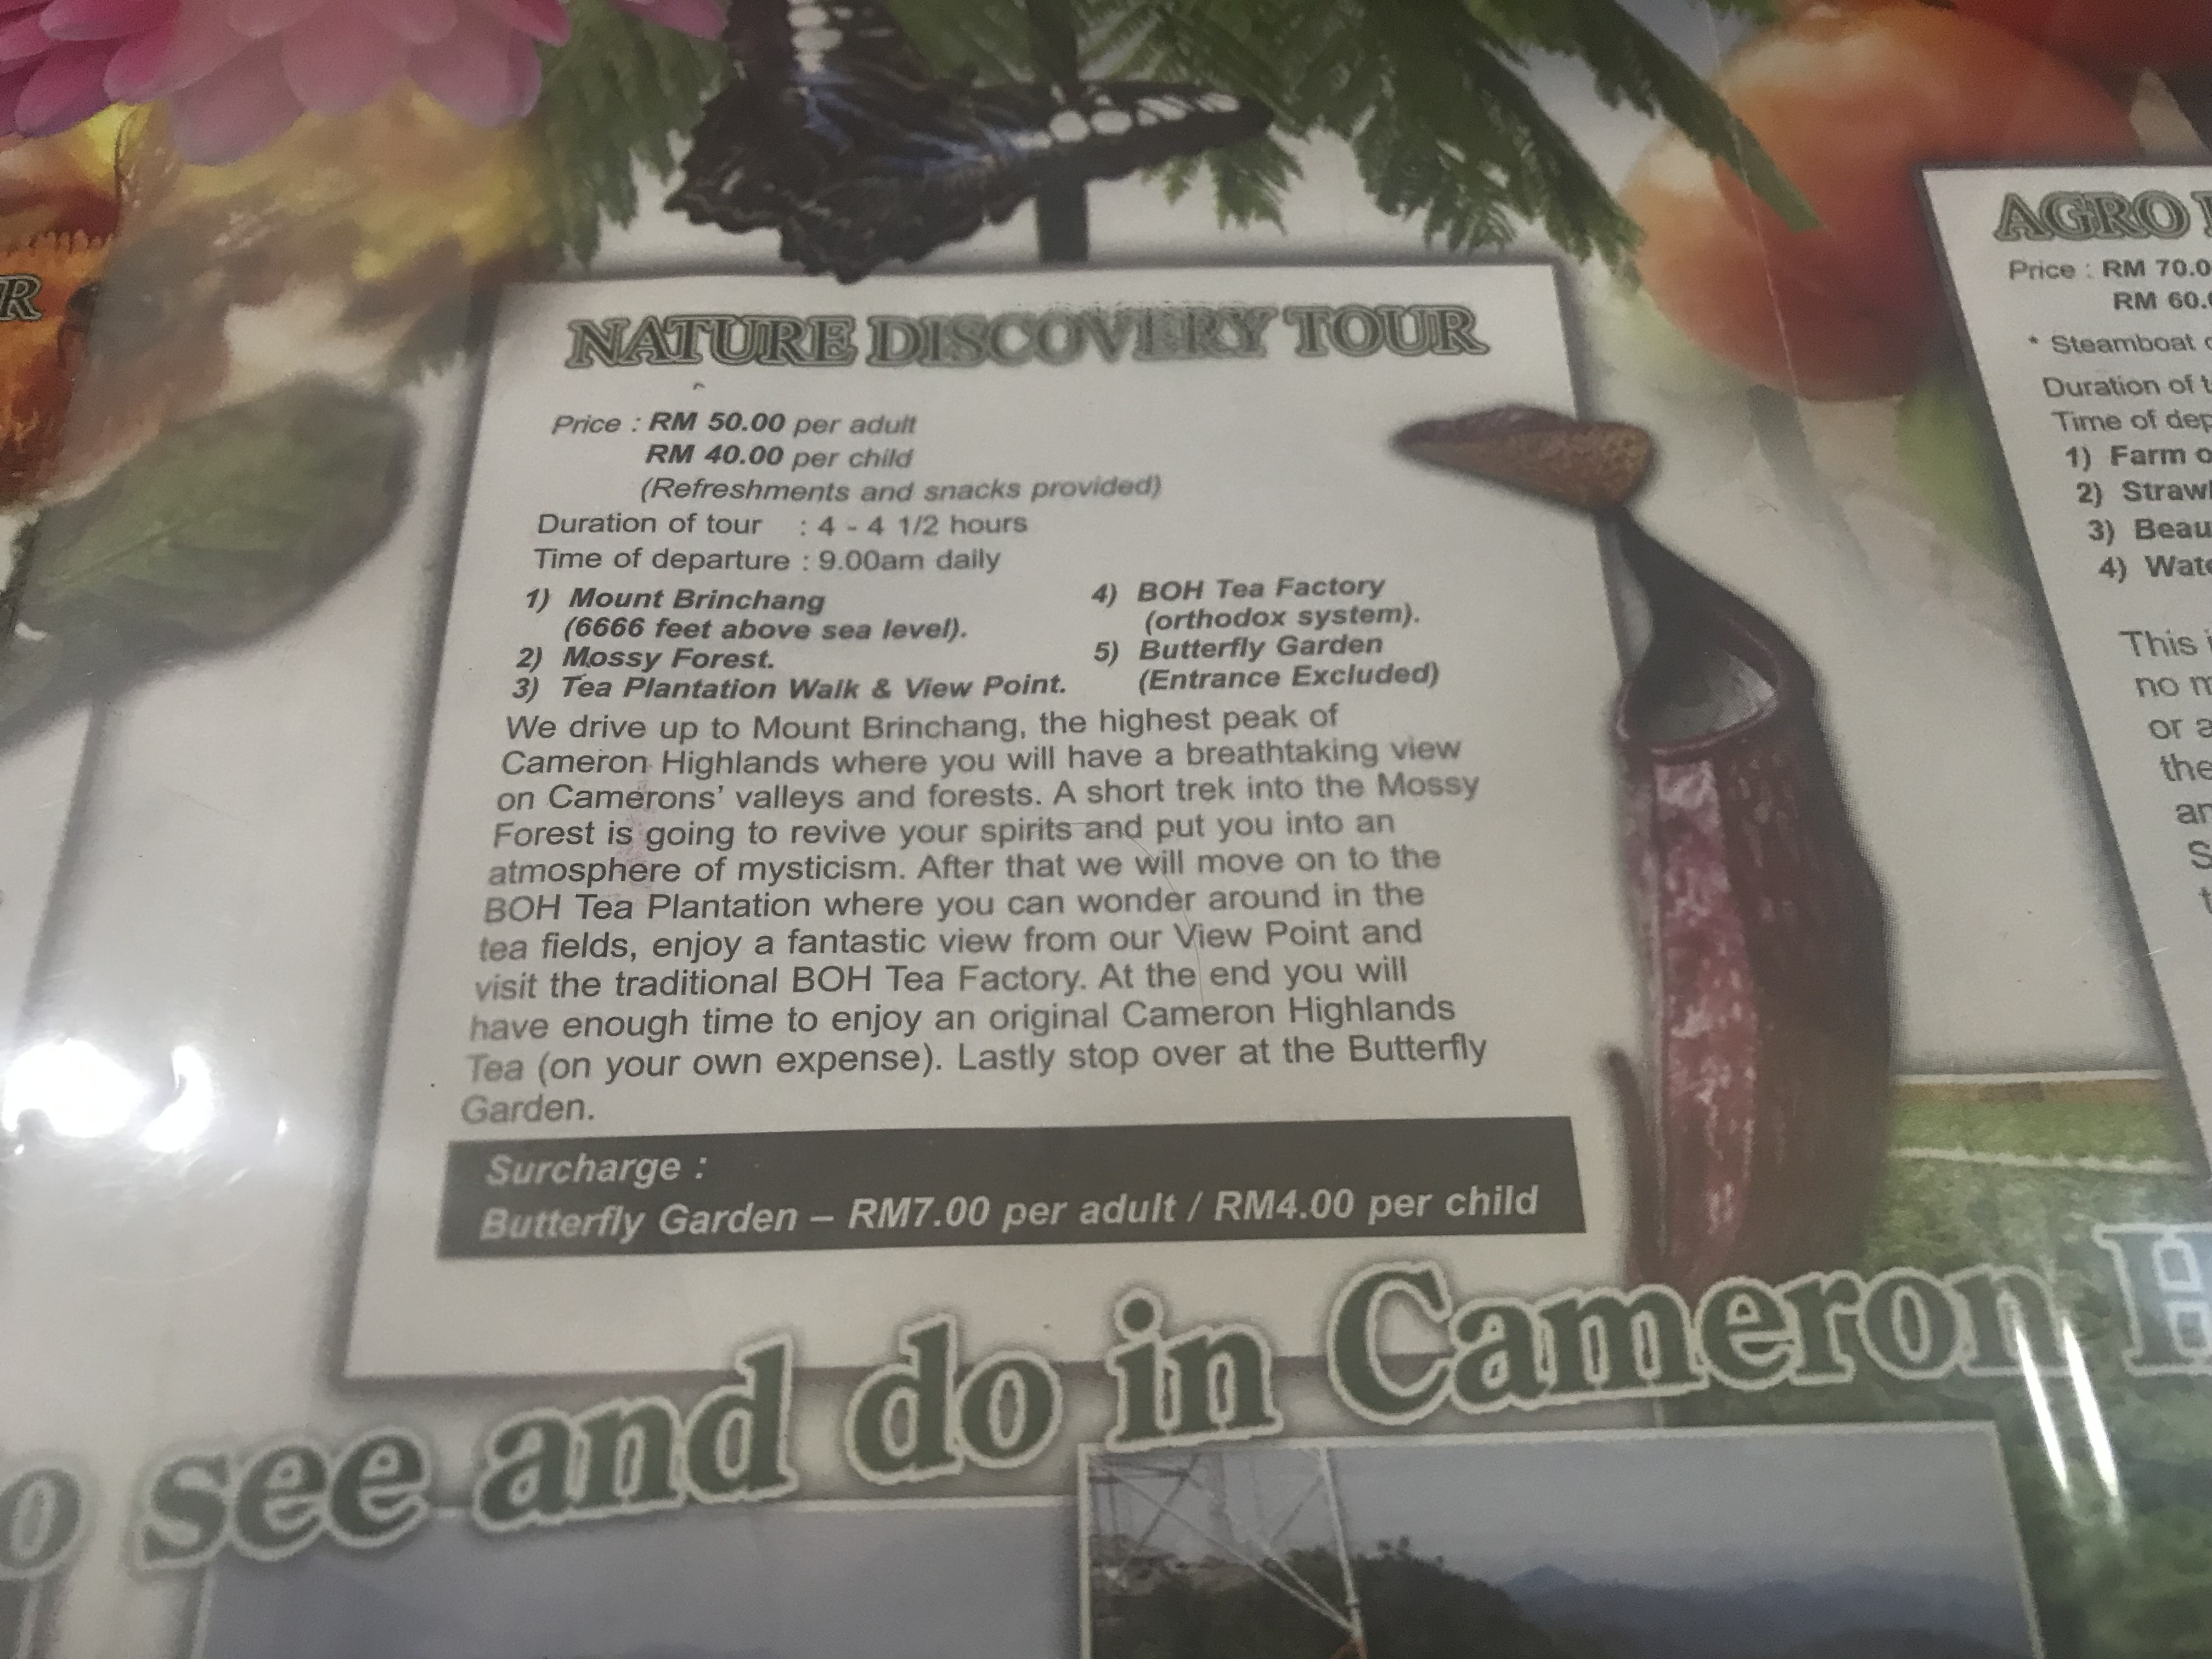 R
NATURE DISCOVERY TOUR
Price : RM 50.00 per adult
RM 40.00 per child
(Refreshments and snacks provided)
Duration of tour : 4 - 4 1/2 hours
Time of departure : 9.00am daily
1) Mount Brinchang
(6666 feet above sea level).
2) Mossy Forest.
3) Tea Plantation Walk & View Point.
4) BOH Tea Factory
(orthodox system).
5) Butterfly Garden
(Entrance Excluded)
We drive up to Mount Brinchang, the highest peak of
Cameron Highlands where you will have a breathtaking view
on Camerons' valleys and forests. A short trek into the Mossy
Forest is going to revive your spirits and put you into an
atmosphere of mysticism. After that we will move on to the
BOH Tea Plantation where you can wonder around in the
tea fields, enjoy a fantastic view from our View Point and
visit the traditional BOH Tea Factory. At the end you will
have enough time to enjoy an original Cameron Highlands
Tea (on your own expense). Lastly stop over at the Butterfly
Garden.
Surcharge :
Butterfly Garden – RM7.00 per adult / RM4.00 per child
AGRO
Price : RM 70.0
RM 60.
* Steamboat
Duration of t
Time of dep
1) Farm o
2) Straw
3) Beau
4) Wate
This i
no m
or a
the
an
S
t
o see and do in Cameron H